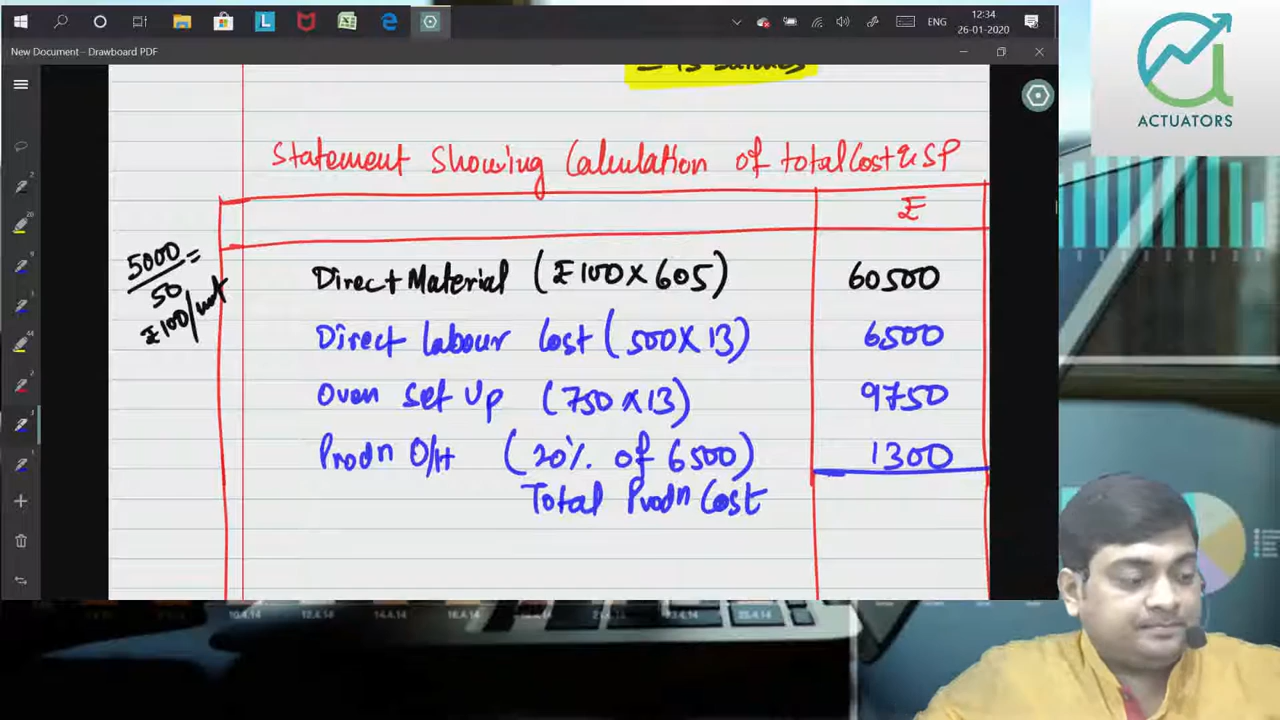 ENG
12:34
26-01-2020
New Document - Drawboard PDF
ACTUATORS
= 13 Batches
Statement Showing Calculation of total Cost & SP
₹
5000/50 = ₹100/unit
Direct Material (₹100 X 605) 60500
Direct labour Cost (500 X 13) 6500
Oven Set Up (750 X 13) 9750
Prodn O/H (20% of 6500) 1300
Total Prodn Cost